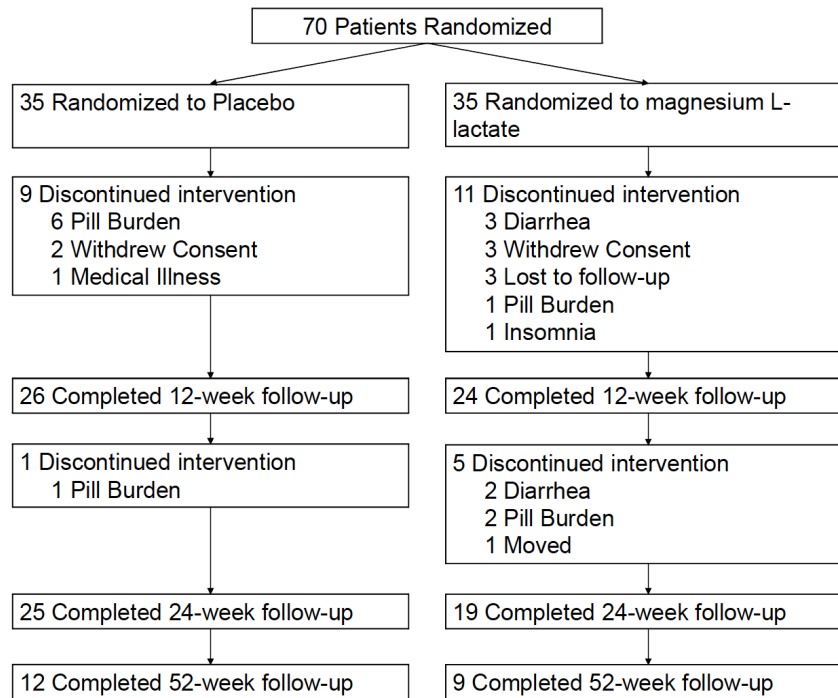 70 Patients Randomized
35 Randomized to Placebo
35 Randomized to magnesium L-
lactate
9 Discontinued intervention
6 Pill Burden
2 Withdrew Consent
1 Medical Illness
11 Discontinued intervention
3 Diarrhea
3 Withdrew Consent
3 Lost to follow-up
1 Pill Burden
1 Insomnia
26 Completed 12-week follow-up
24 Completed 12-week follow-up
1 Discontinued intervention
1 Pill Burden
5 Discontinued intervention
2 Diarrhea
2 Pill Burden
1 Moved
25 Completed 24-week follow-up
19 Completed 24-week follow-up
12 Completed 52-week follow-up
9 Completed 52-week follow-up